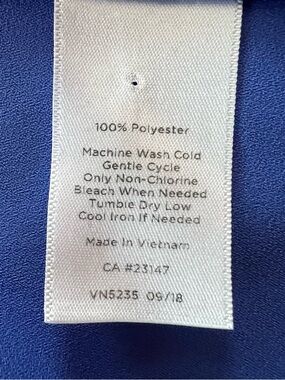 100% Polyester
Machine Wash Cold
Gentle Cycle
Only Non-Chlorine
Bleach When Needed
Tumble Dry Low
Cool Iron If Needed
Made In Vietnam
CA #23147
VN5235 09/18